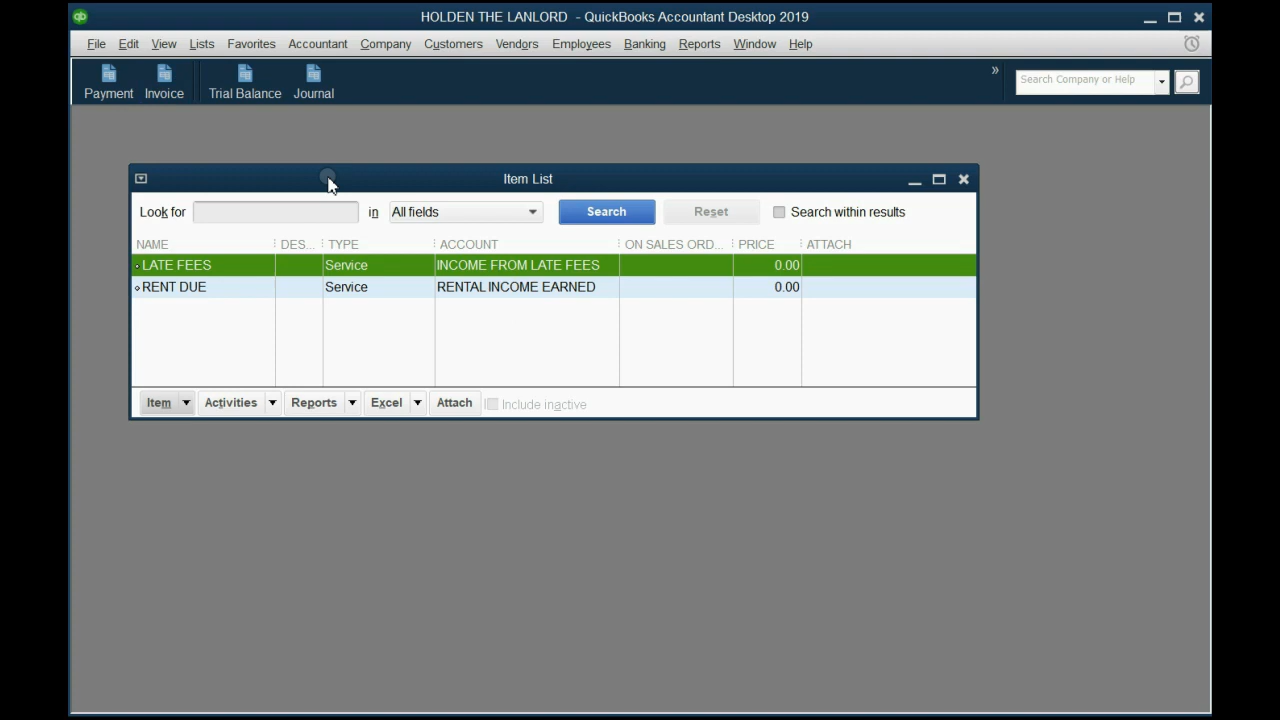 qb HOLDEN THE LANLORD - QuickBooks Accountant Desktop 2019
File Edit View Lists Favorites Accountant Company Customers Vendors Employees Banking Reports Window Help
Payment Invoice Trial Balance Journal » Search Company or Help
Item List
Look for in All fields Search Reset Search within results
NAME DES... TYPE ACCOUNT ON SALES ORD... PRICE ATTACH
LATE FEES Service INCOME FROM LATE FEES 0.00
RENT DUE Service RENTAL INCOME EARNED 0.00
Item Activities Reports Excel Attach Include inactive